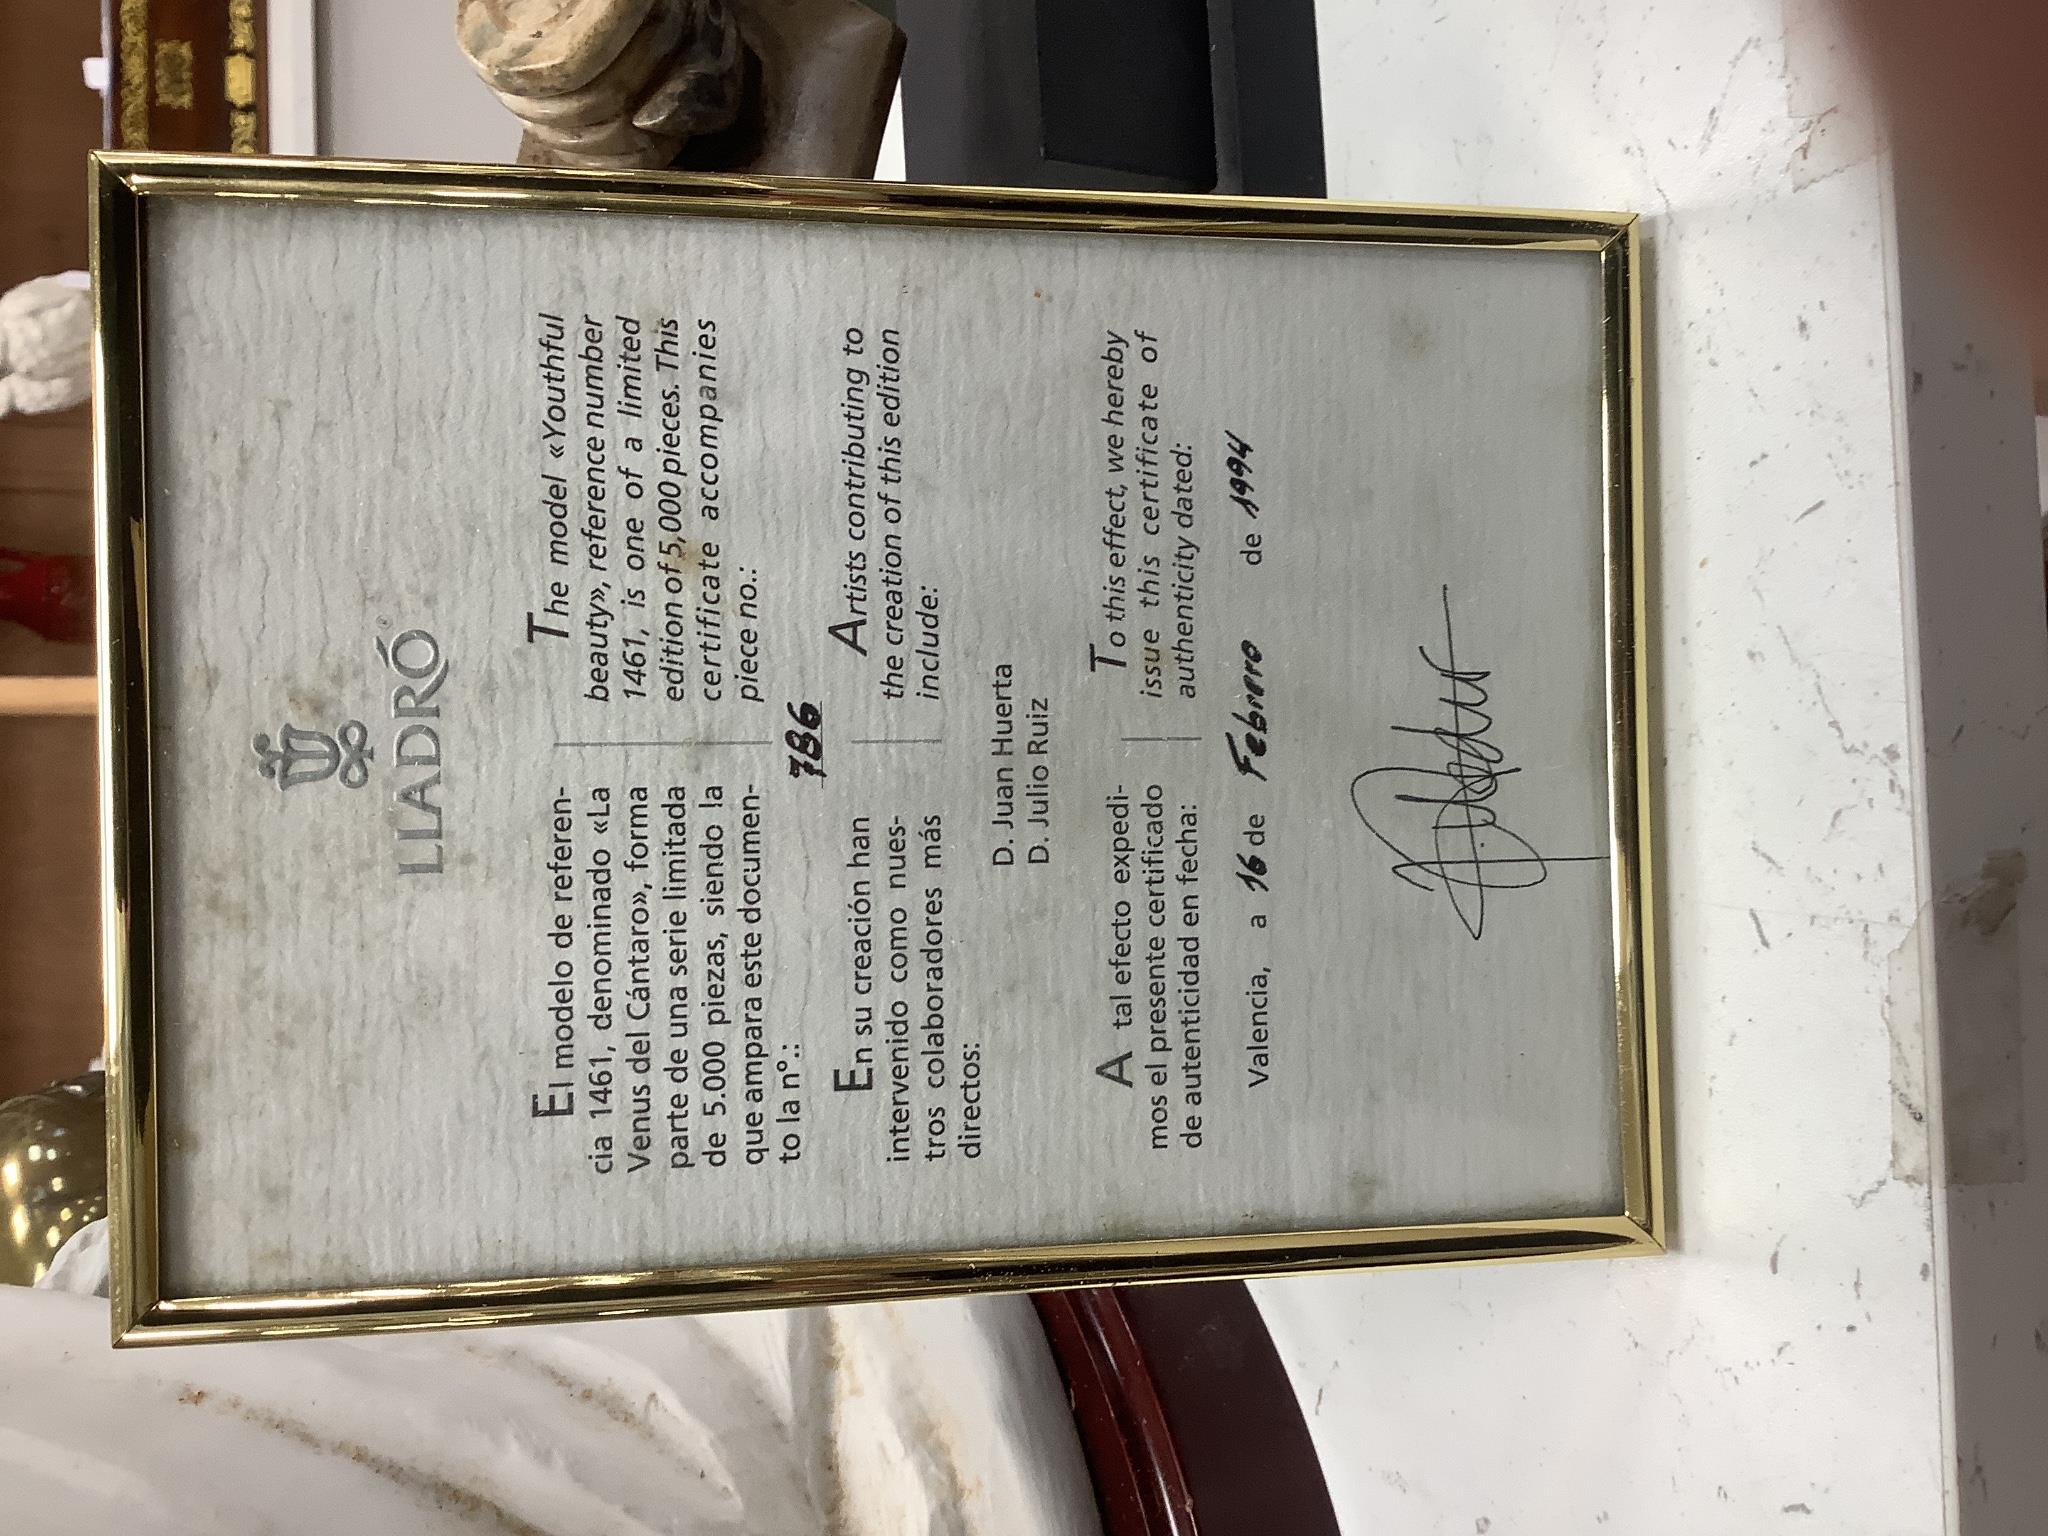 LLADRÓ®
El modelo de referen-
cia 1461, denominado «La
Venus del Cántaro», forma
parte de una serie limitada
de 5.000 piezas, siendo la
que ampara este documen-
to la nº.:
The model «Youthful
beauty», reference number
1461, is one of a limited
edition of 5,000 pieces. This
certificate accompanies
piece no.:
786
En su creación han
intervenido como nues-
tros colaboradores más
directos:
Artists contributing to
the creation of this edition
include:
D. Juan Huerta
D. Julio Ruiz
A tal efecto expedi-
mos el presente certificado
de autenticidad en fecha:
To this effect, we hereby
issue this certificate of
authenticity dated:
Valencia, a 16 de Febrero de 1994